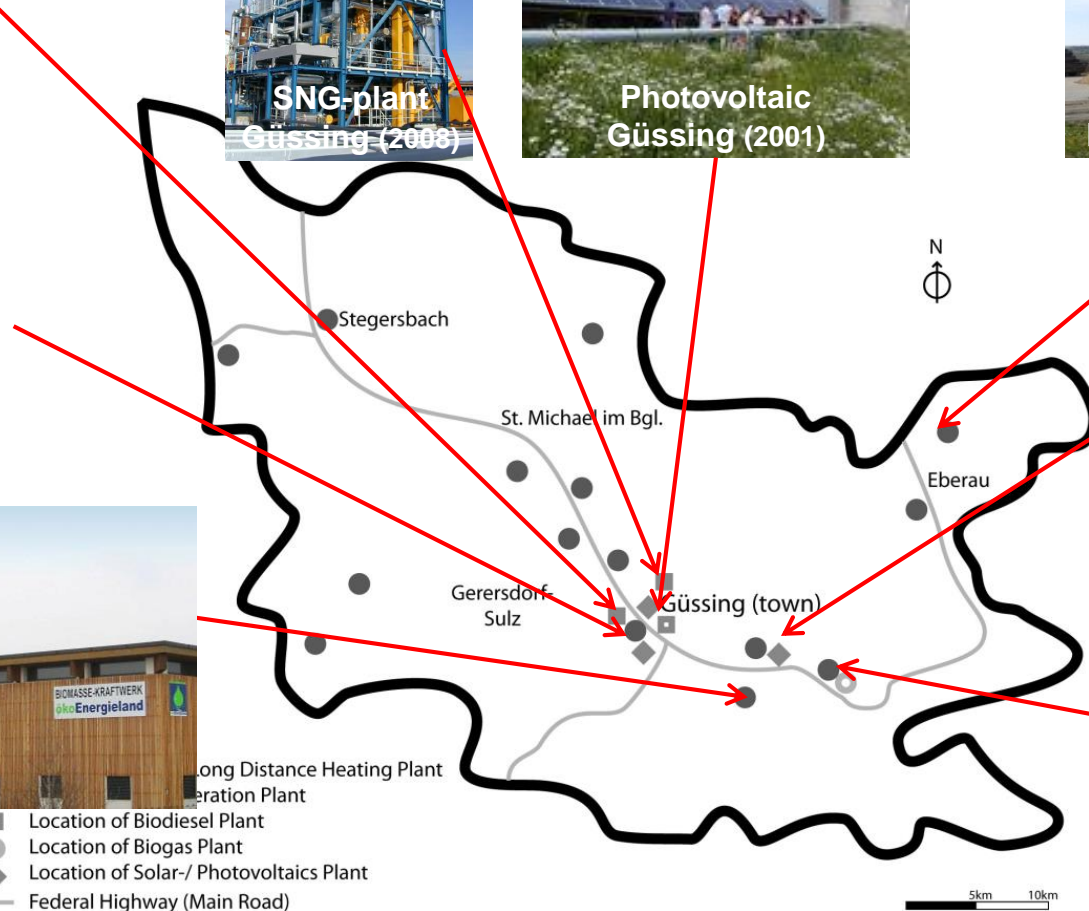 SNG-plant
Güssing (2008)
Photovoltaic
Güssing (2001)
N
Stegersbach
St. Michael im Bgl.
Eberau
Gerersdorf-
Sulz
Güssing (town)
BIOMASSE-KRAFTWERK
ökoEnergieland
Long Distance Heating Plant
Plant
Location of Biodiesel Plant
Location of Biogas Plant
Location of Solar-/ Photovoltaics Plant
Federal Highway (Main Road)
5km 10km